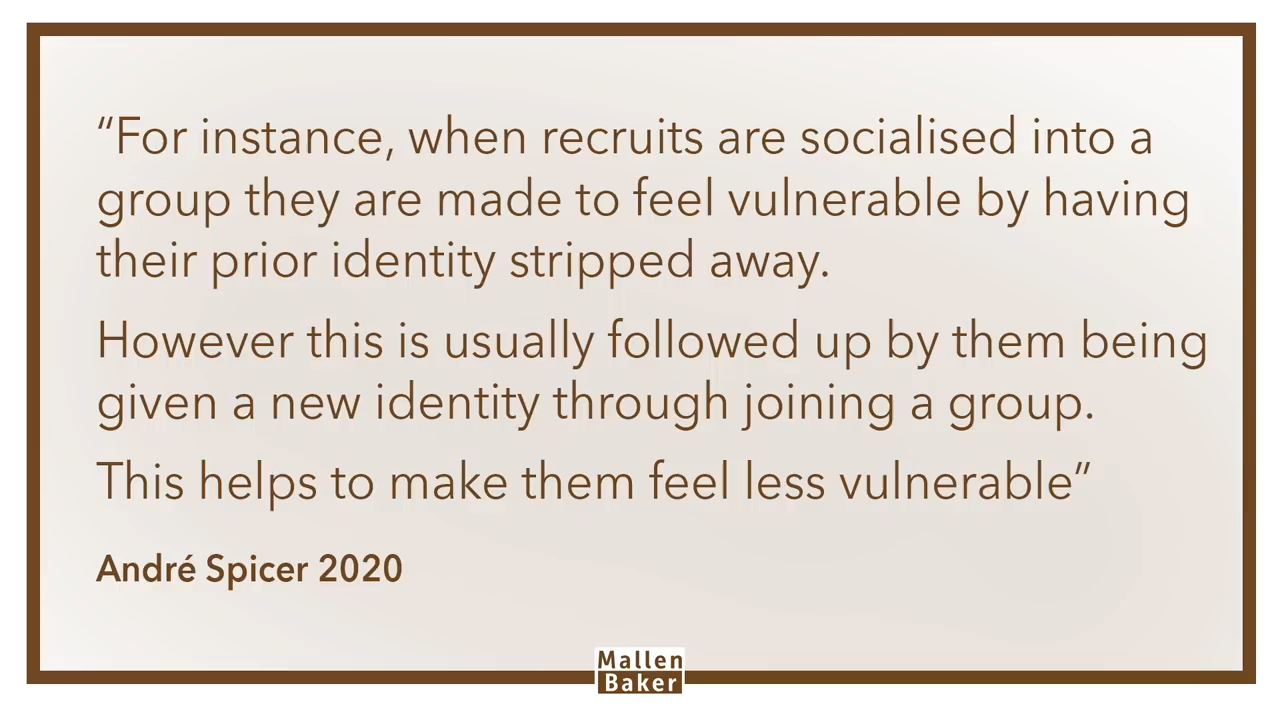 “For instance, when recruits are socialised into a
group they are made to feel vulnerable by having
their prior identity stripped away.
However this is usually followed up by them being
given a new identity through joining a group.
This helps to make them feel less vulnerable”
André Spicer 2020
Mallen
Baker